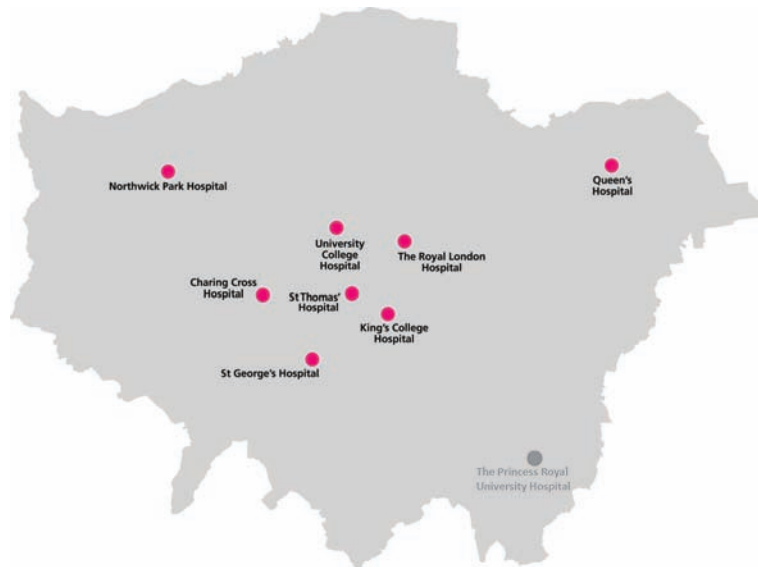 Northwick Park Hospital
Queen's
Hospital
University
College
Hospital
The Royal London
Hospital
Charing Cross
Hospital
St Thomas'
Hospital
King's College
Hospital
St George's Hospital
The Princess Royal
University Hospital